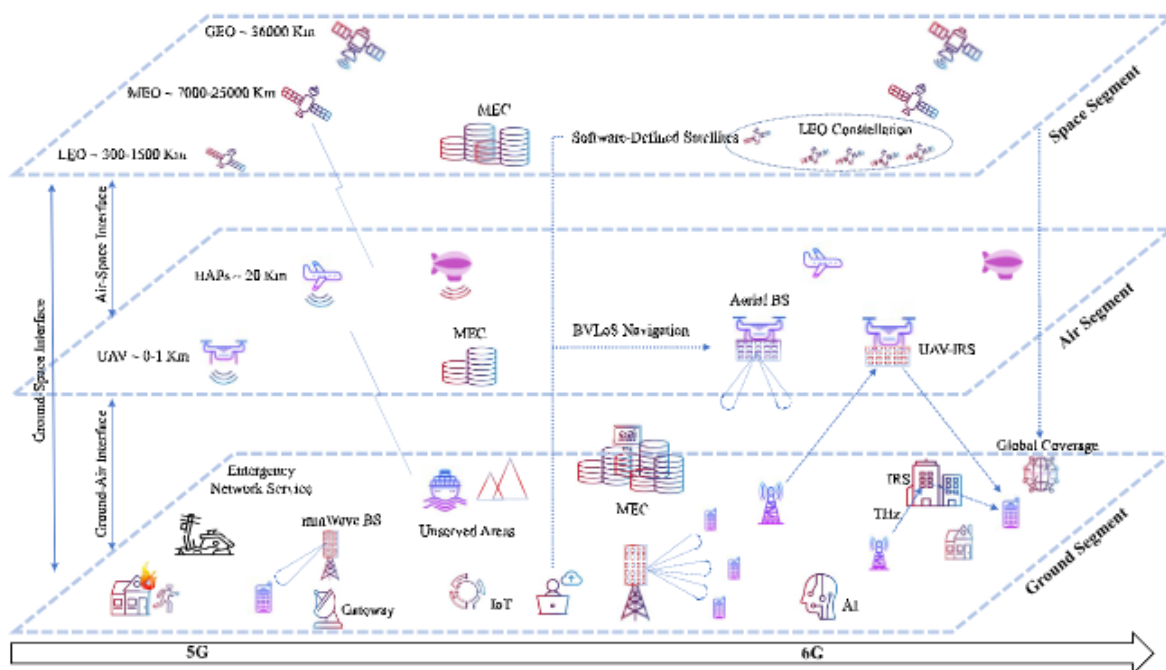 GEO ~ 36000 Km
MEO ~ 7000-25000 Km
MEC
Software-Defined Satellites
LEO Constellation
LEO ~ 300-1500 Km
Space Segment
Ground-Space Interface
Air-Space Interface
HAPs ~ 20 Km
Aerial BS
MEC
BVLoS Navigation
UAV ~ 0-1 Km
UAV-IRS
Air Segment
Ground-Air Interface
Global Coverage
Emergency
Network Service
IRS
MEC
THz
mmWave BS
Unserved Areas
Ground Segment
IoT
AI
Gateway
5G
6G